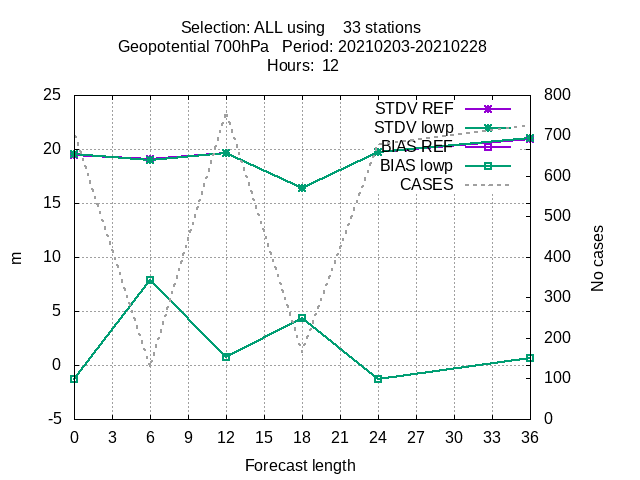 Selection: ALL using    33 stations
Geopotential 700hPa   Period: 20210203-20210228
Hours:  12
25
20
15
10
5
0
-5
m
STDV REF
STDV lowp
BIAS REF
BIAS lowp
CASES
800
700
600
500
400
300
200
100
0
No cases
0 3 6 9 12 15 18 21 24 27 30 33 36
Forecast length